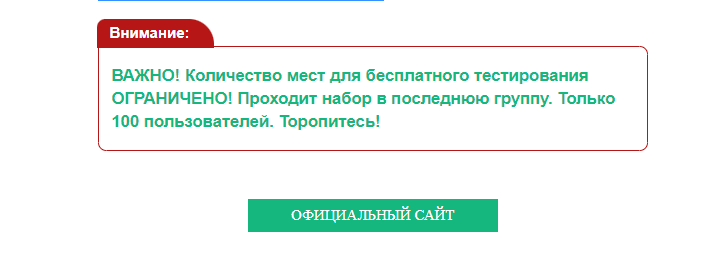 Внимание:
ВАЖНО! Количество мест для бесплатного тестирования
ОГРАНИЧЕНО! Проходит набор в последнюю группу. Только
100 пользователей. Торопитесь!
ОФИЦИАЛЬНЫЙ САЙТ